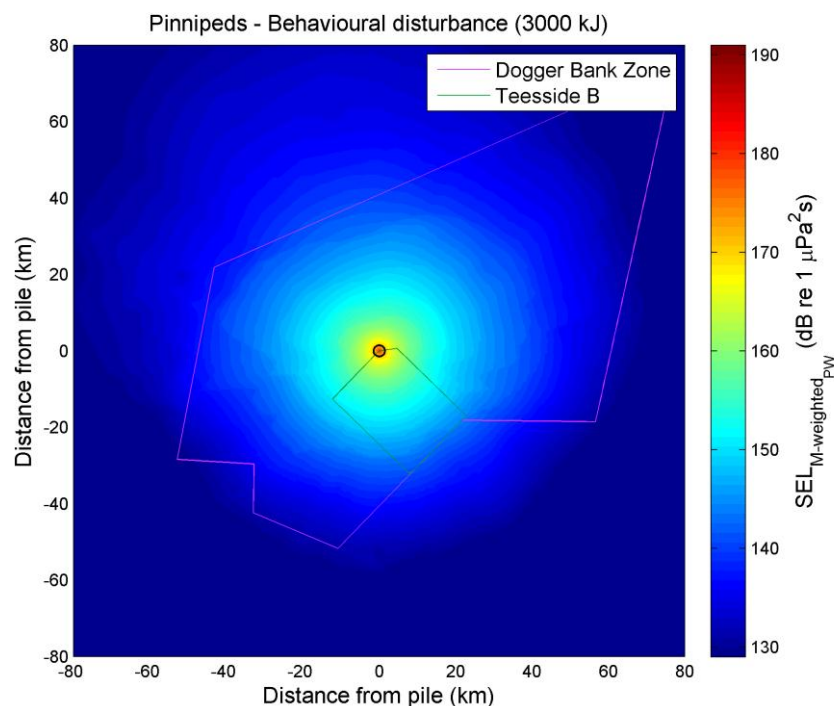 Pinnipeds - Behavioural disturbance (3000 kJ)
Dogger Bank Zone
Teesside B
80
60
40
20
0
-20
-40
-60
-80
Distance from pile (km)
-80 -60 -40 -20 0 20 40 60 80
Distance from pile (km)
190
180
170
160
150
140
130
SEL_M-weighted_PW (dB re 1 μPa²s)